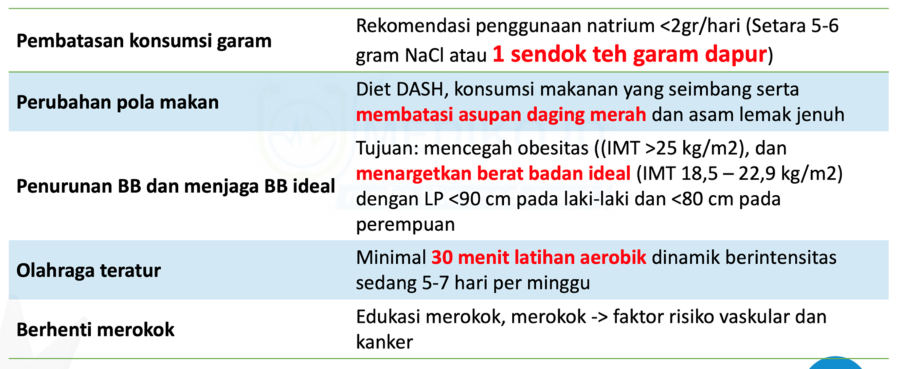 Pembatasan konsumsi garam
Rekomendasi penggunaan natrium <2gr/hari (Setara 5-6
gram NaCl atau 1 sendok teh garam dapur)
Perubahan pola makan
Diet DASH, konsumsi makanan yang seimbang serta
membatasi asupan daging merah dan asam lemak jenuh
Penurunan BB dan menjaga BB ideal
Tujuan: mencegah obesitas ((IMT >25 kg/m2), dan
menargetkan berat badan ideal (IMT 18,5 – 22,9 kg/m2)
dengan LP <90 cm pada laki-laki dan <80 cm pada
perempuan
Olahraga teratur
Minimal 30 menit latihan aerobik dinamik berintensitas
sedang 5-7 hari per minggu
Berhenti merokok
Edukasi merokok, merokok -> faktor risiko vaskular dan
kanker